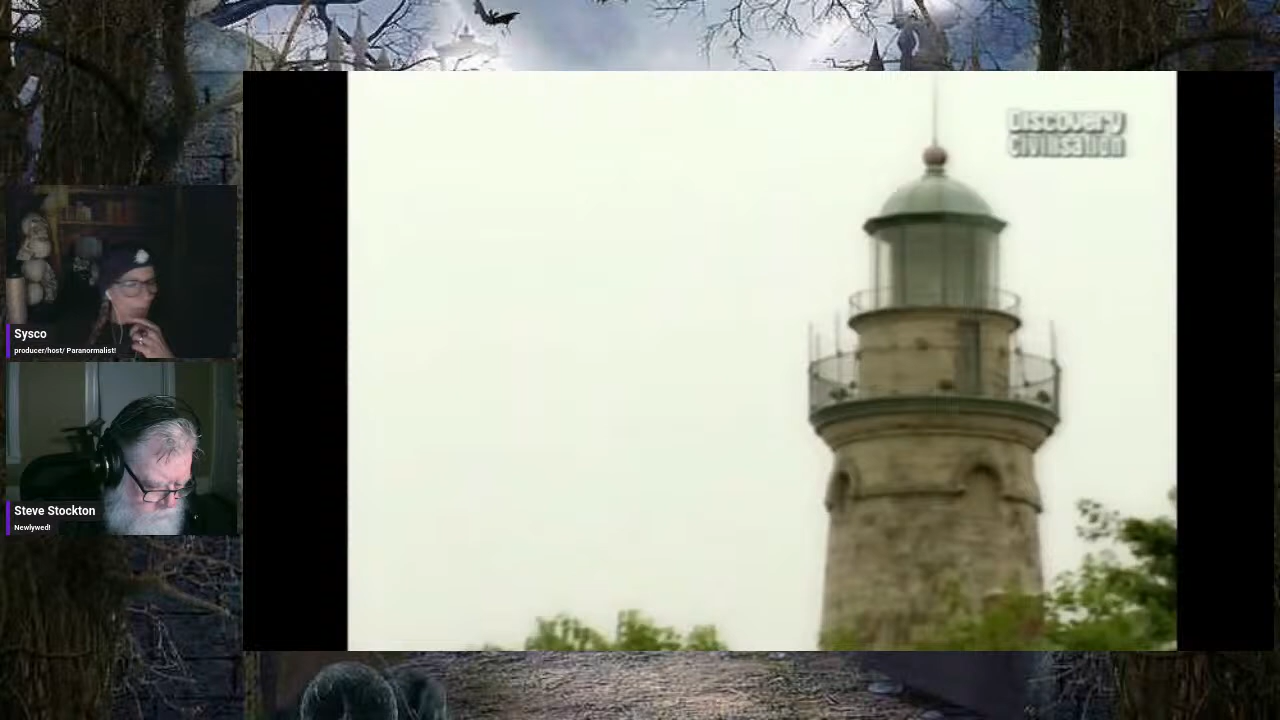 Discovery
Civilisation
Sysco
producer/host/ Paranormalist!
Steve Stockton
Newlywed!